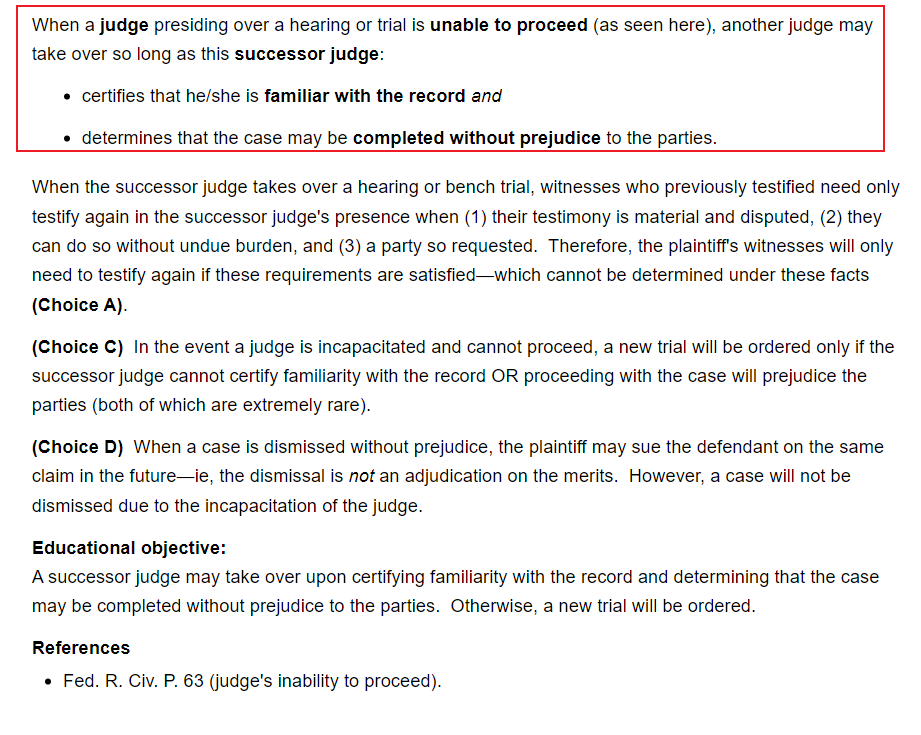 When a judge presiding over a hearing or trial is unable to proceed (as seen here), another judge may
take over so long as this successor judge:
• certifies that he/she is familiar with the record and
• determines that the case may be completed without prejudice to the parties.
When the successor judge takes over a hearing or bench trial, witnesses who previously testified need only
testify again in the successor judge's presence when (1) their testimony is material and disputed, (2) they
can do so without undue burden, and (3) a party so requested.  Therefore, the plaintiff's witnesses will only
need to testify again if these requirements are satisfied—which cannot be determined under these facts
(Choice A).
(Choice C)  In the event a judge is incapacitated and cannot proceed, a new trial will be ordered only if the
successor judge cannot certify familiarity with the record OR proceeding with the case will prejudice the
parties (both of which are extremely rare).
(Choice D)  When a case is dismissed without prejudice, the plaintiff may sue the defendant on the same
claim in the future—ie, the dismissal is not an adjudication on the merits.  However, a case will not be
dismissed due to the incapacitation of the judge.
Educational objective:
A successor judge may take over upon certifying familiarity with the record and determining that the case
may be completed without prejudice to the parties.  Otherwise, a new trial will be ordered.
References
• Fed. R. Civ. P. 63 (judge's inability to proceed).